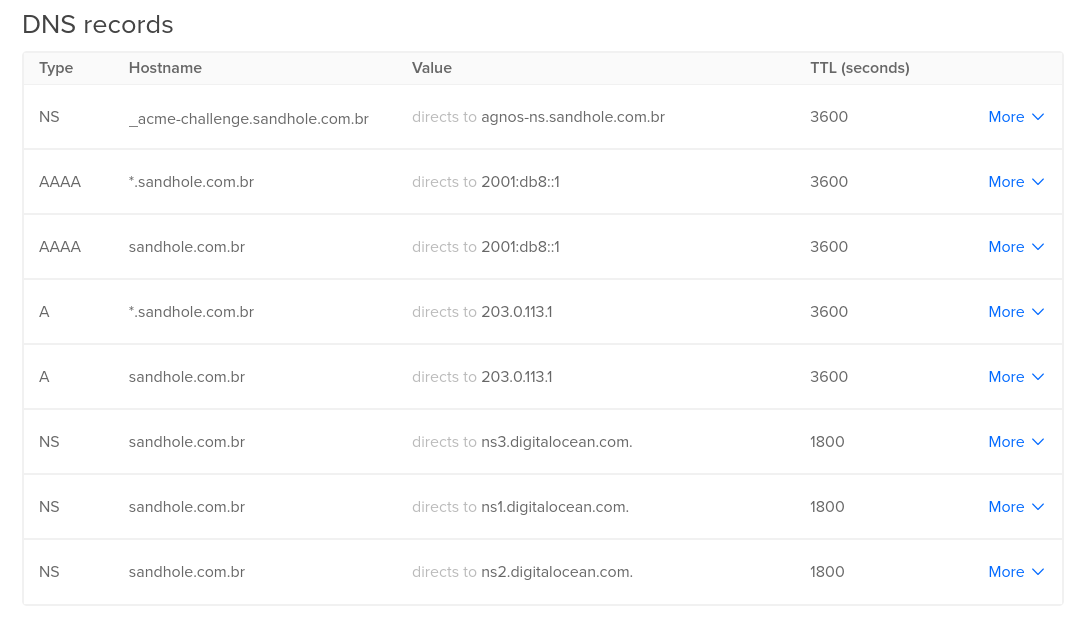 DNS records
Type Hostname Value TTL (seconds)
NS _acme-challenge.sandhole.com.br directs to agnos-ns.sandhole.com.br 3600 More
AAAA *.sandhole.com.br directs to 2001:db8::1 3600 More
AAAA sandhole.com.br directs to 2001:db8::1 3600 More
A *.sandhole.com.br directs to 203.0.113.1 3600 More
A sandhole.com.br directs to 203.0.113.1 3600 More
NS sandhole.com.br directs to ns3.digitalocean.com. 1800 More
NS sandhole.com.br directs to ns1.digitalocean.com. 1800 More
NS sandhole.com.br directs to ns2.digitalocean.com. 1800 More